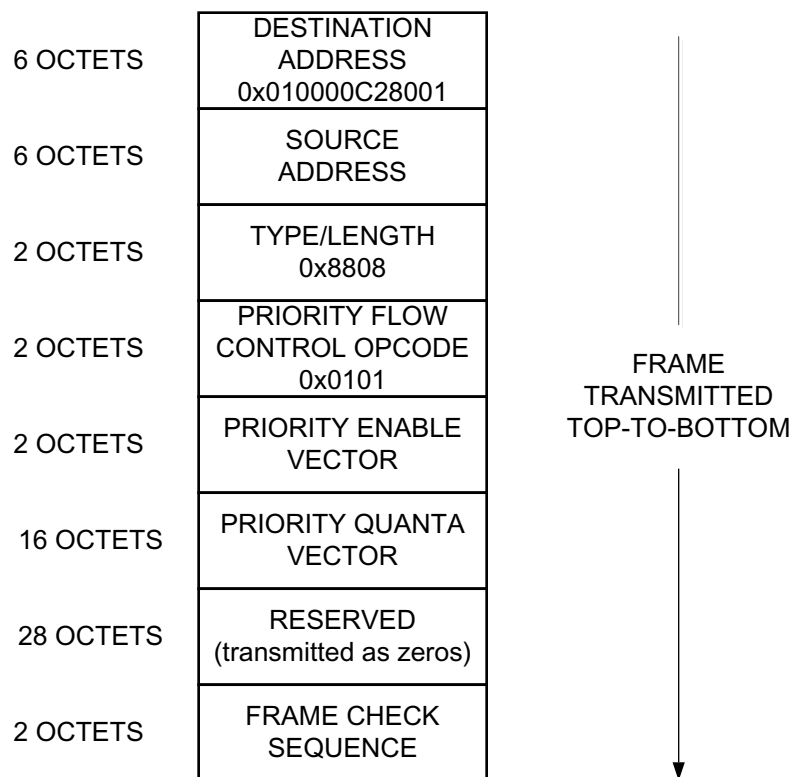 6 OCTETS
DESTINATION
ADDRESS
0x010000C28001
6 OCTETS
SOURCE
ADDRESS
2 OCTETS
TYPE/LENGTH
0x8808
2 OCTETS
PRIORITY FLOW
CONTROL OPCODE
0x0101
2 OCTETS
PRIORITY ENABLE
VECTOR
16 OCTETS
PRIORITY QUANTA
VECTOR
28 OCTETS
RESERVED
(transmitted as zeros)
2 OCTETS
FRAME CHECK
SEQUENCE
FRAME
TRANSMITTED
TOP-TO-BOTTOM